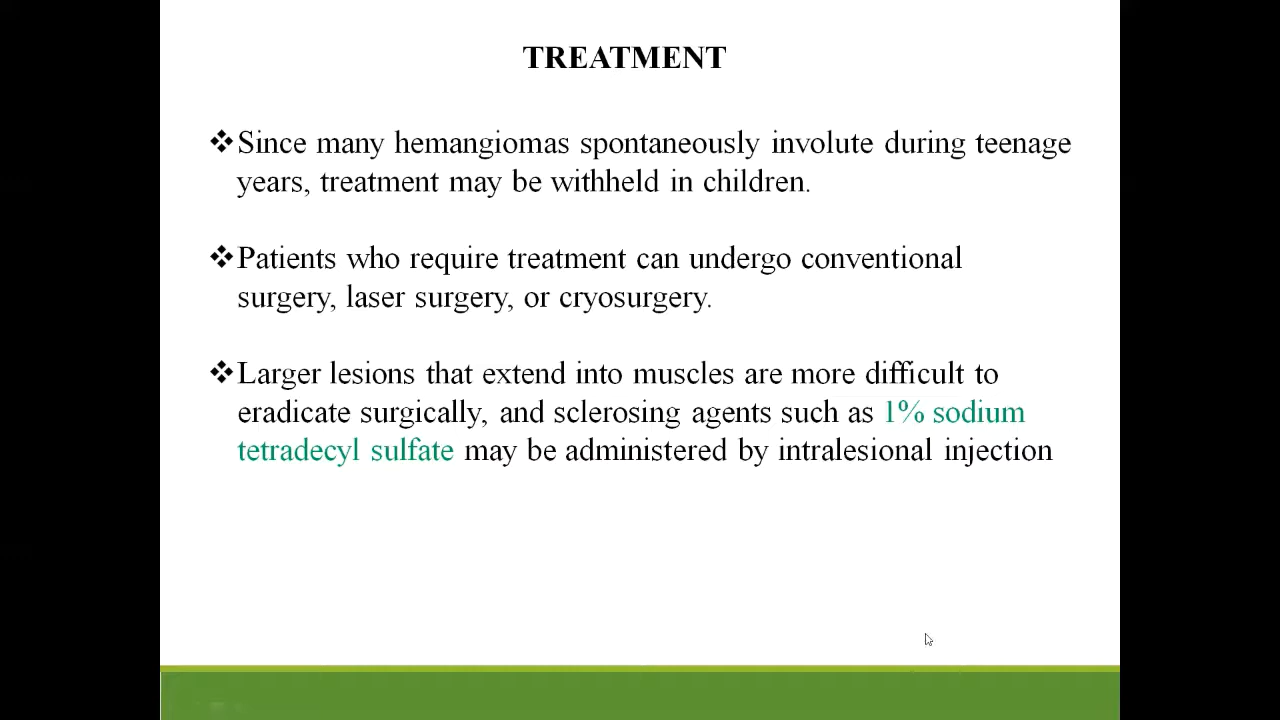 TREATMENT
❖Since many hemangiomas spontaneously involute during teenage
years, treatment may be withheld in children.
❖Patients who require treatment can undergo conventional
surgery, laser surgery, or cryosurgery.
❖Larger lesions that extend into muscles are more difficult to
eradicate surgically, and sclerosing agents such as 1% sodium
tetradecyl sulfate may be administered by intralesional injection